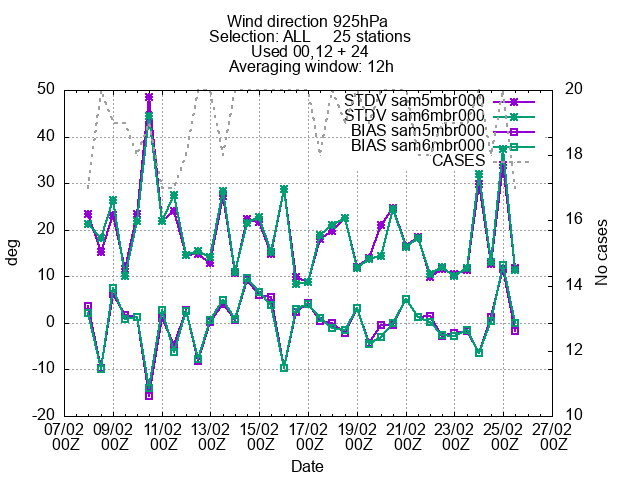 Wind direction 925hPa
Selection: ALL 25 stations
Used 00,12 + 24
Averaging window: 12h
STDV sam5mbr000
STDV sam6mbr000
BIAS sam5mbr000
BIAS sam6mbr000
CASES
deg
50
40
30
20
10
0
-10
-20
No cases
20
18
16
14
12
10
07/02 09/02 11/02 13/02 15/02 17/02 19/02 21/02 23/02 25/02 27/02
00Z 00Z 00Z 00Z 00Z 00Z 00Z 00Z 00Z 00Z 00Z
Date